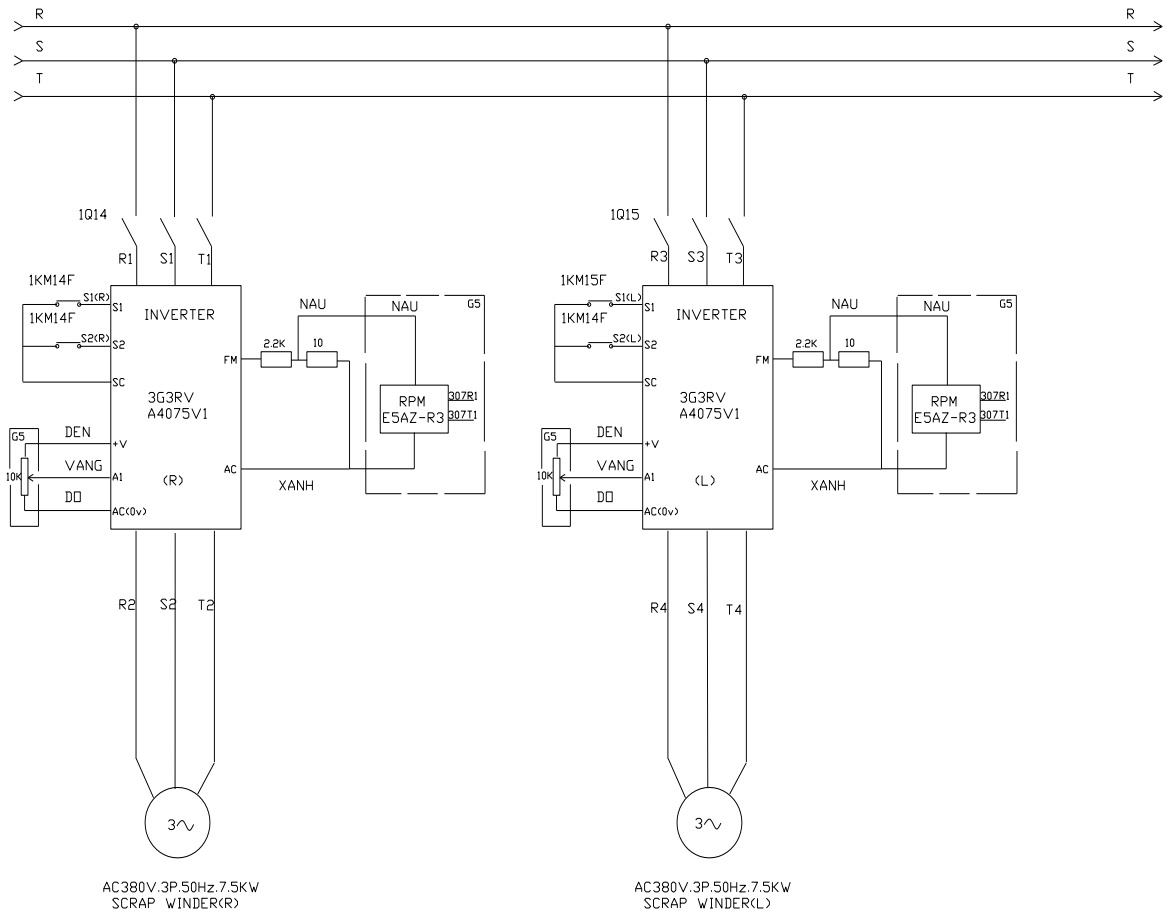 R
R
S
S
T
T
1Q14
R1
S1
T1
1KM14F
S1(R)
S1
1KM14F
S2(R)
S2
SC
INVERTER
3G3RV
A4075V1
(R)
FM
2.2K
10
NAU
NAU
G5
RPM
E5AZ-R3
307R1
307T1
G5
DEN
+V
10K
VANG
A1
DO
AC(0v)
AC
XANH
R2
S2
T2
3∿
AC380V.3P.50Hz.7.5KW
SCRAP WINDER(R)
1Q15
R3
S3
T3
1KM15F
S1(L)
S1
1KM14F
S2(L)
S2
SC
INVERTER
3G3RV
A4075V1
(L)
FM
2.2K
10
NAU
NAU
G5
RPM
E5AZ-R3
307R1
307T1
G5
DEN
+V
10K
VANG
A1
DO
AC(0v)
AC
XANH
R4
S4
T4
3∿
AC380V.3P.50Hz.7.5KW
SCRAP WINDER(L)